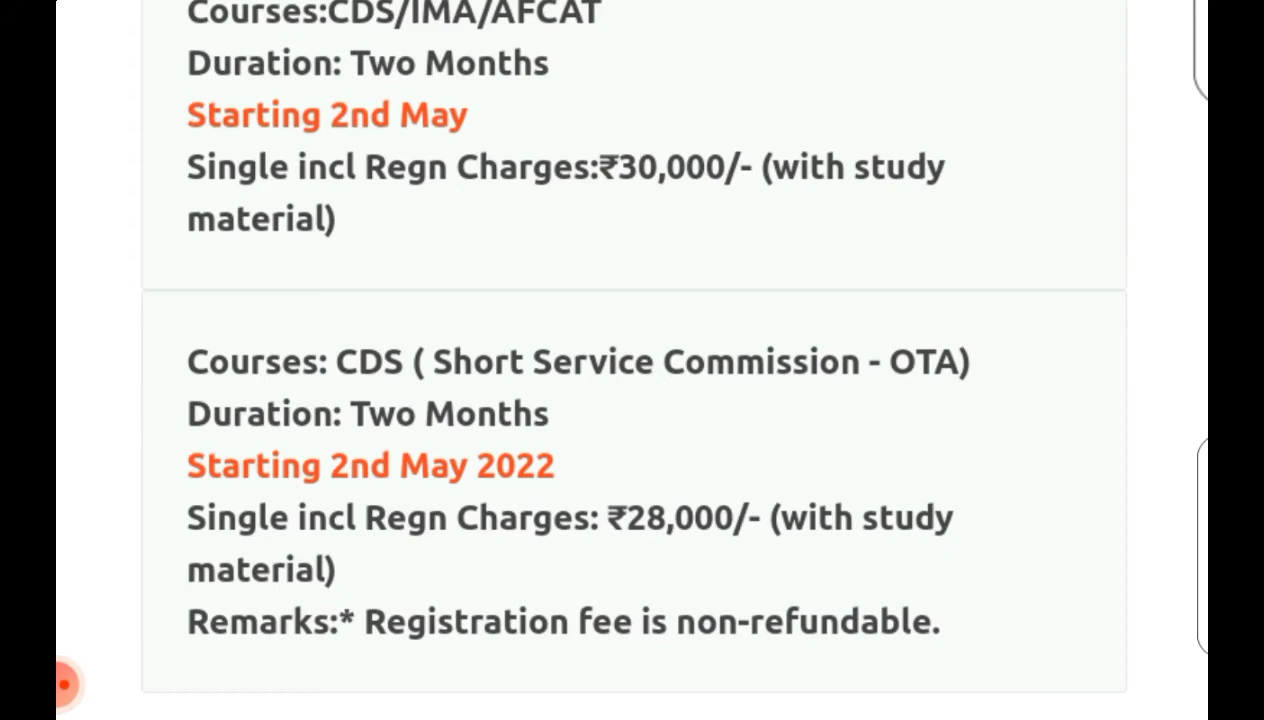 Courses:CDS/IMA/AFCAT
Duration: Two Months
Starting 2nd May
Single incl Regn Charges:₹30,000/- (with study
material)
Courses: CDS ( Short Service Commission - OTA)
Duration: Two Months
Starting 2nd May 2022
Single incl Regn Charges: ₹28,000/- (with study
material)
Remarks:* Registration fee is non-refundable.